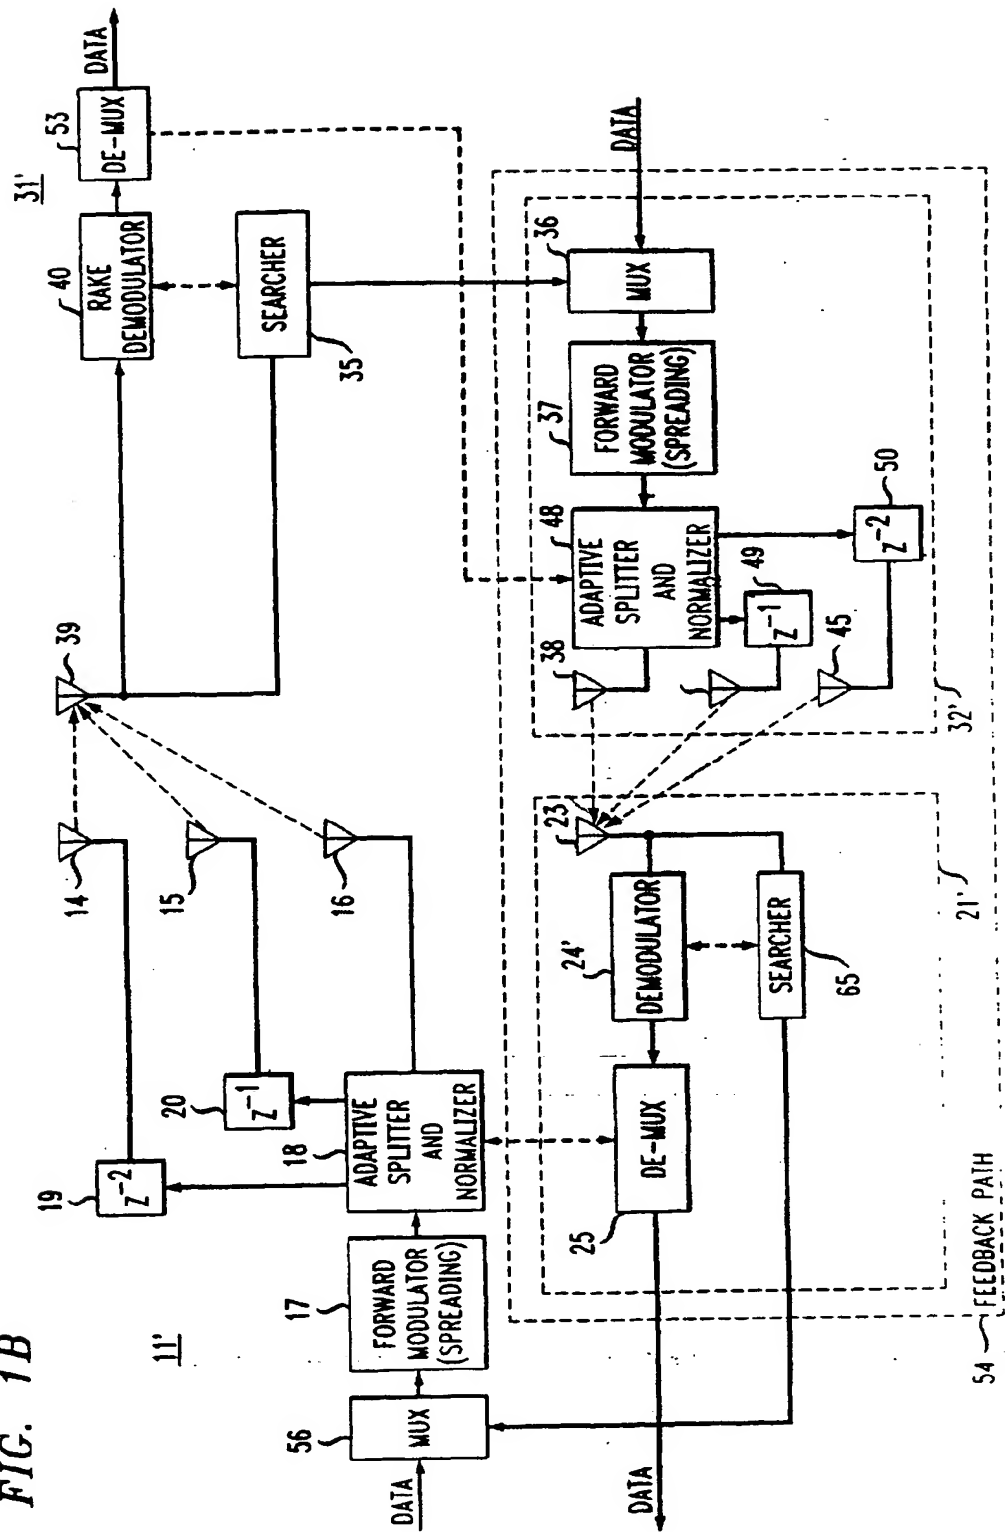 FIG. 1B
11'
DATA
56
MUX
17
FORWARD
MODULATOR
(SPREADING)
18
ADAPTIVE
SPLITTER
AND
NORMALIZER
19
Z⁻²
20
Z⁻¹
14
15
16
39
40
RAKE
DEMODULATOR
31'
53
DE-MUX
DATA
SEARCHER
35
DATA
25
DE-MUX
24'
DEMODULATOR
23
SEARCHER
65
21'
38
48
ADAPTIVE
SPLITTER
AND
NORMALIZER
37
FORWARD
MODULATOR
(SPREADING)
36
MUX
DATA
49
Z⁻¹
45
50
Z⁻²
32'
54
FEEDBACK PATH